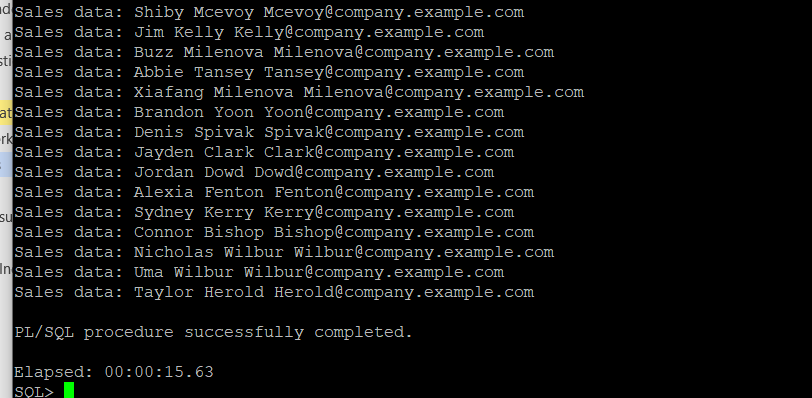 Sales data: Shiby Mcevoy Mcevoy@company.example.com
Sales data: Jim Kelly Kelly@company.example.com
Sales data: Buzz Milenova Milenova@company.example.com
Sales data: Abbie Tansey Tansey@company.example.com
Sales data: Xiafang Milenova Milenova@company.example.com
Sales data: Brandon Yoon Yoon@company.example.com
Sales data: Denis Spivak Spivak@company.example.com
Sales data: Jayden Clark Clark@company.example.com
Sales data: Jordan Dowd Dowd@company.example.com
Sales data: Alexia Fenton Fenton@company.example.com
Sales data: Sydney Kerry Kerry@company.example.com
Sales data: Connor Bishop Bishop@company.example.com
Sales data: Nicholas Wilbur Wilbur@company.example.com
Sales data: Uma Wilbur Wilbur@company.example.com
Sales data: Taylor Herold Herold@company.example.com
PL/SQL procedure successfully completed.
Elapsed: 00:00:15.63
SQL>